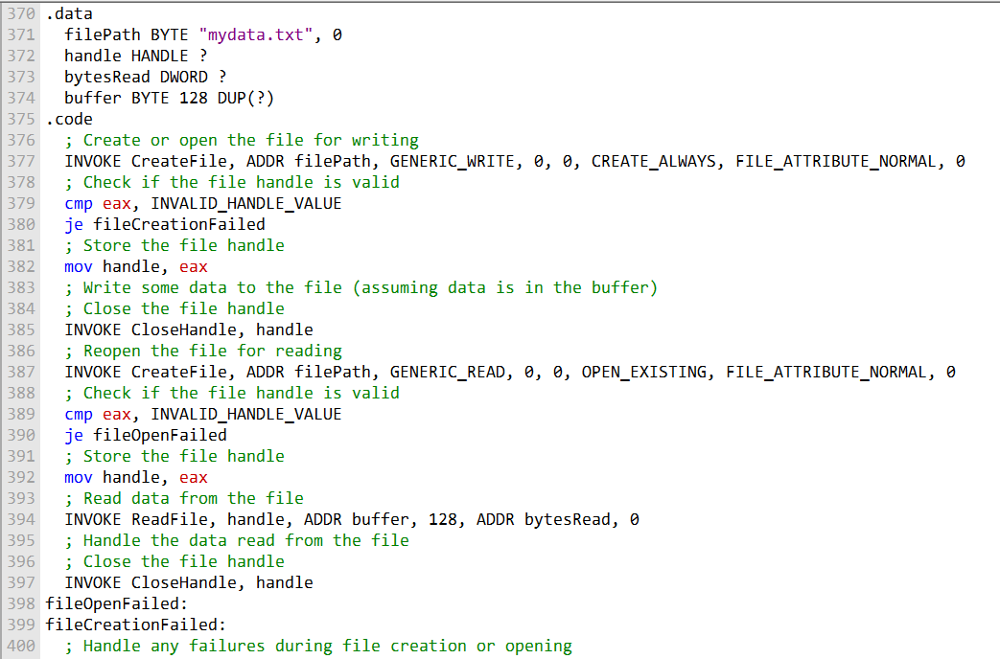 370 .data
371 filePath BYTE "mydata.txt", 0
372 handle HANDLE ?
373 bytesRead DWORD ?
374 buffer BYTE 128 DUP(?)
375 .code
376 ; Create or open the file for writing
377 INVOKE CreateFile, ADDR filePath, GENERIC_WRITE, 0, 0, CREATE_ALWAYS, FILE_ATTRIBUTE_NORMAL, 0
378 ; Check if the file handle is valid
379 cmp eax, INVALID_HANDLE_VALUE
380 je fileCreationFailed
381 ; Store the file handle
382 mov handle, eax
383 ; Write some data to the file (assuming data is in the buffer)
384 ; Close the file handle
385 INVOKE CloseHandle, handle
386 ; Reopen the file for reading
387 INVOKE CreateFile, ADDR filePath, GENERIC_READ, 0, 0, OPEN_EXISTING, FILE_ATTRIBUTE_NORMAL, 0
388 ; Check if the file handle is valid
389 cmp eax, INVALID_HANDLE_VALUE
390 je fileOpenFailed
391 ; Store the file handle
392 mov handle, eax
393 ; Read data from the file
394 INVOKE ReadFile, handle, ADDR buffer, 128, ADDR bytesRead, 0
395 ; Handle the data read from the file
396 ; Close the file handle
397 INVOKE CloseHandle, handle
398 fileOpenFailed:
399 fileCreationFailed:
400 ; Handle any failures during file creation or opening